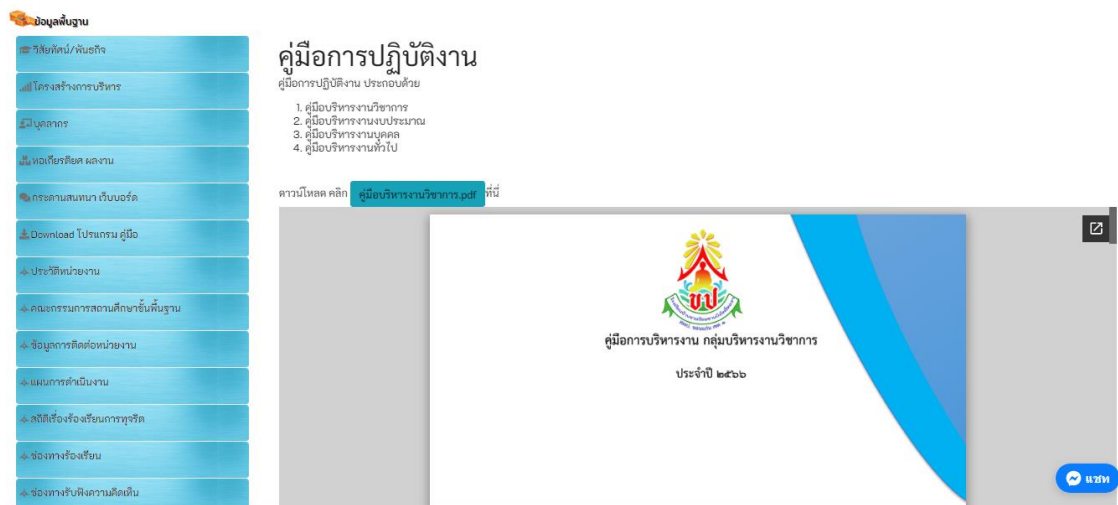 ข้อมูลพื้นฐาน
วิสัยทัศน์/พันธกิจ
โครงสร้างการบริหาร
บุคลากร
หอเกียรติยศ ผลงาน
กระดานสนทนา เว็บบอร์ด
Download โปรแกรม คู่มือ
ประวัติหน่วยงาน
คณะกรรมการสถานศึกษาขั้นพื้นฐาน
ข้อมูลการติดต่อหน่วยงาน
แผนการดำเนินงาน
สถิติเรื่องร้องเรียนการทุจริต
ช่องทางร้องเรียน
ช่องทางรับฟังความคิดเห็น
คู่มือการปฏิบัติงาน
คู่มือการปฏิบัติงาน ประกอบด้วย
1. คู่มือบริหารงานวิชาการ
2. คู่มือบริหารงานงบประมาณ
3. คู่มือบริหารงานบุคคล
4. คู่มือบริหารงานทั่วไป
ดาวน์โหลด คลิก คู่มือบริหารงานวิชาการ.pdf ที่นี่
ขป
คู่มือการบริหารงาน กลุ่มบริหารงานวิชาการ
ประจำปี ๒๕๖๖
แชท